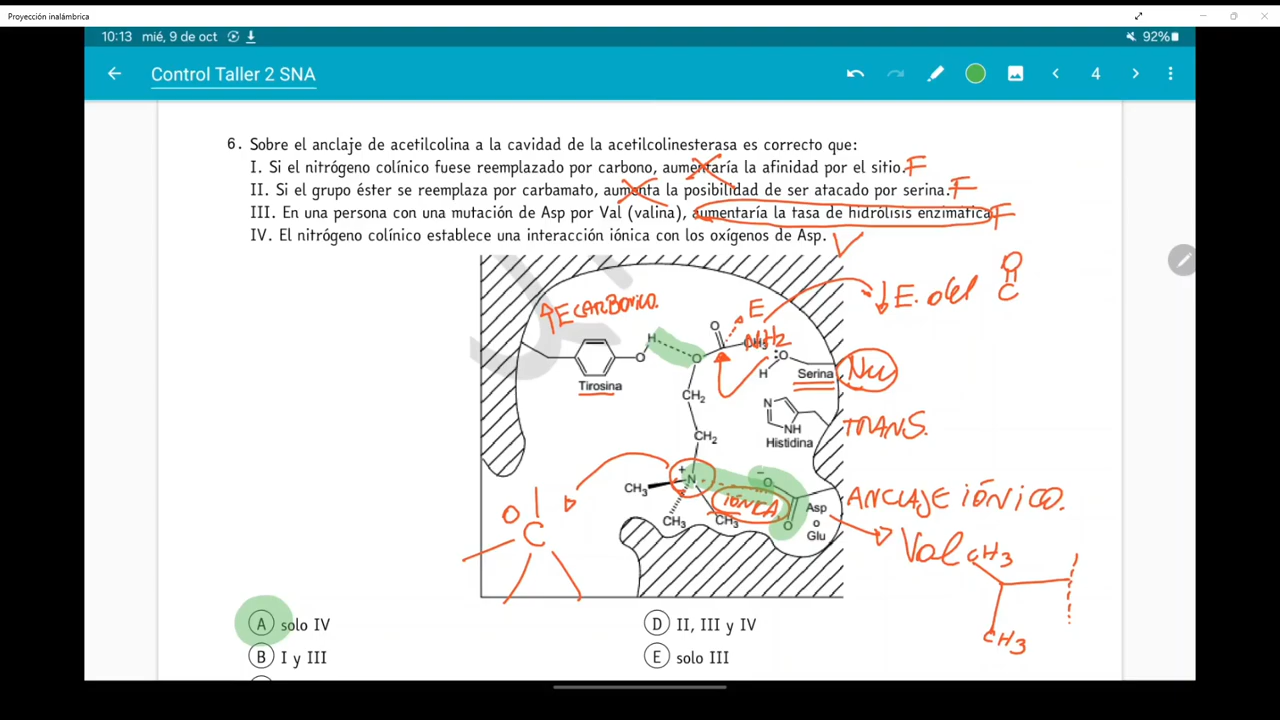 Proyección inalámbrica
10:13 mié, 9 de oct
92%
Control Taller 2 SNA
4
6. Sobre el anclaje de acetilcolina a la cavidad de la acetilcolinesterasa es correcto que:
I. Si el nitrógeno colínico fuese reemplazado por carbono, aumentaría la afinidad por el sitio. F
II. Si el grupo éster se reemplaza por carbamato, aumenta la posibilidad de ser atacado por serina. F
III. En una persona con una mutación de Asp por Val (valina), aumentaría la tasa de hidrólisis enzimática F
IV. El nitrógeno colínico establece una interacción iónica con los oxígenos de Asp. V
O
C
↓ E. del
↑ E CARBONICO.
E
O
H
NH2
CH3
O
O
:O
H
Tirosina
Serina
Nu
CH2
N
NH
Histidina
TRANS.
CH2
+
N
−
O
CH3
iÓNiCA
CH3
CH3
O
Asp
o
Glu
ANCLAJE iÓNiCO.
O
C
Val
CH3
CH3
A solo IV
D II, III y IV
B I y III
E solo III